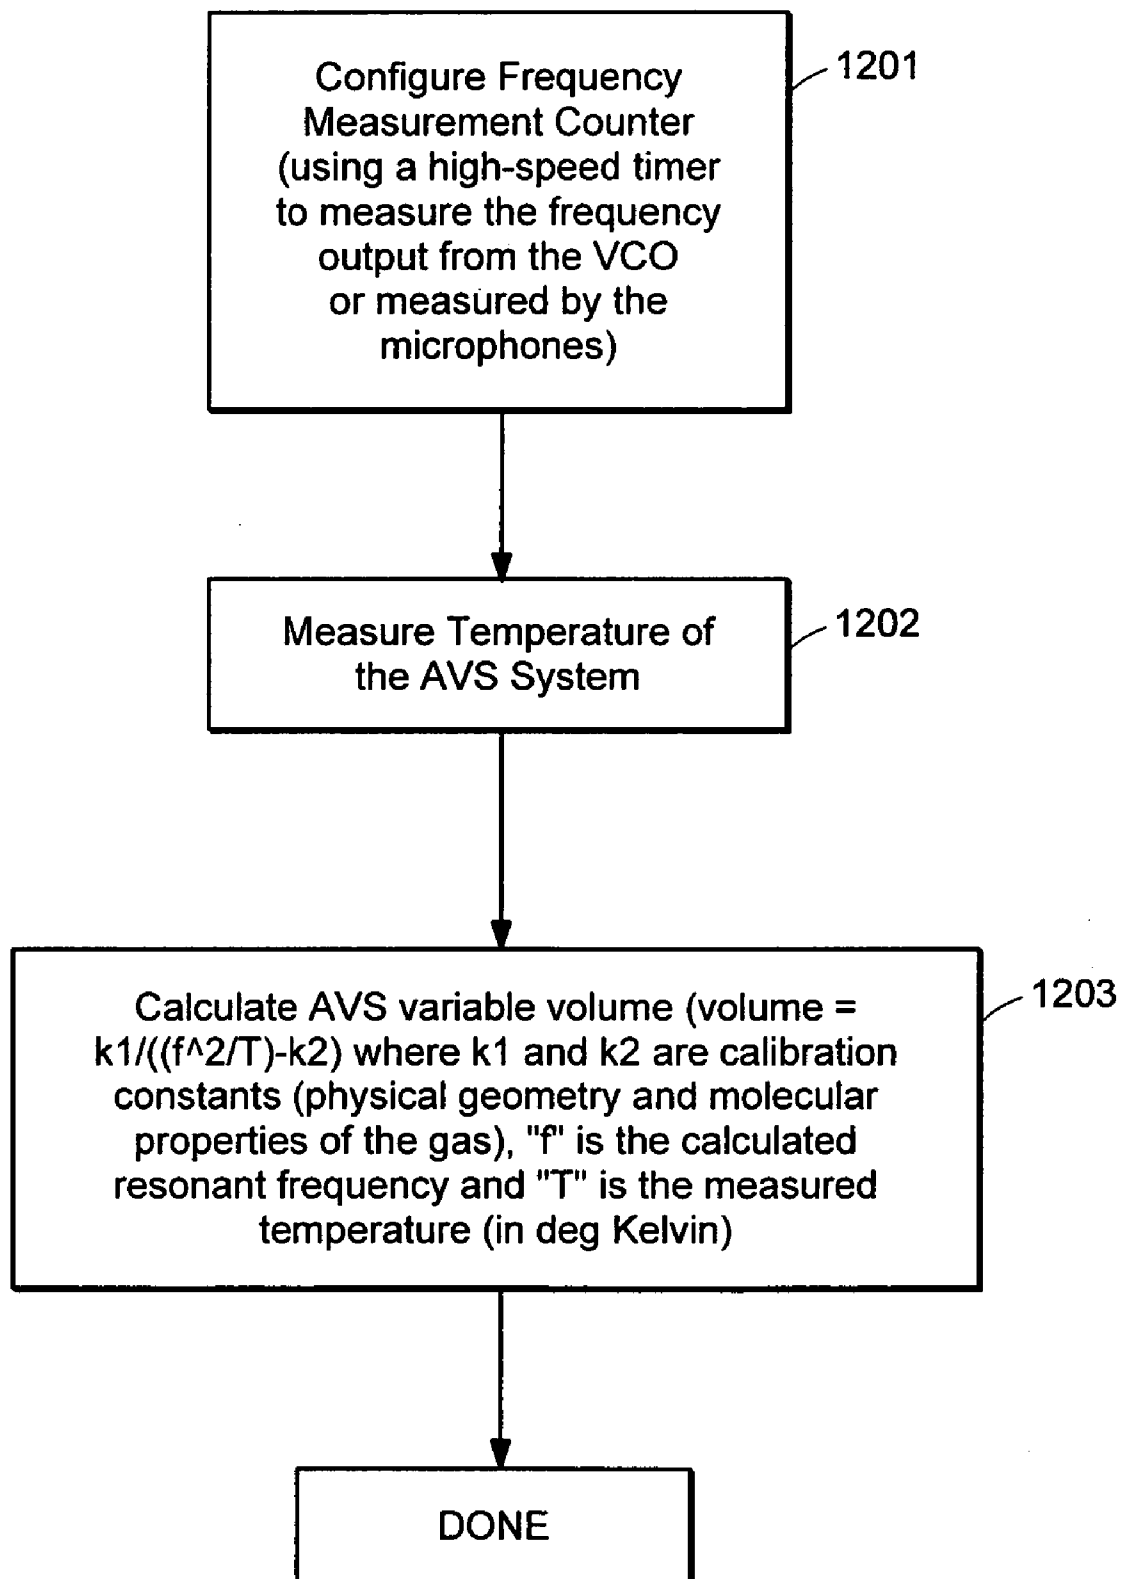 Configure Frequency
Measurement Counter
(using a high-speed timer
to measure the frequency
output from the VCO
or measured by the
microphones)
1201
Measure Temperature of
the AVS System
1202
Calculate AVS variable volume (volume =
k1/((f^2/T)-k2) where k1 and k2 are calibration
constants (physical geometry and molecular
properties of the gas), "f" is the calculated
resonant frequency and "T" is the measured
temperature (in deg Kelvin)
1203
DONE